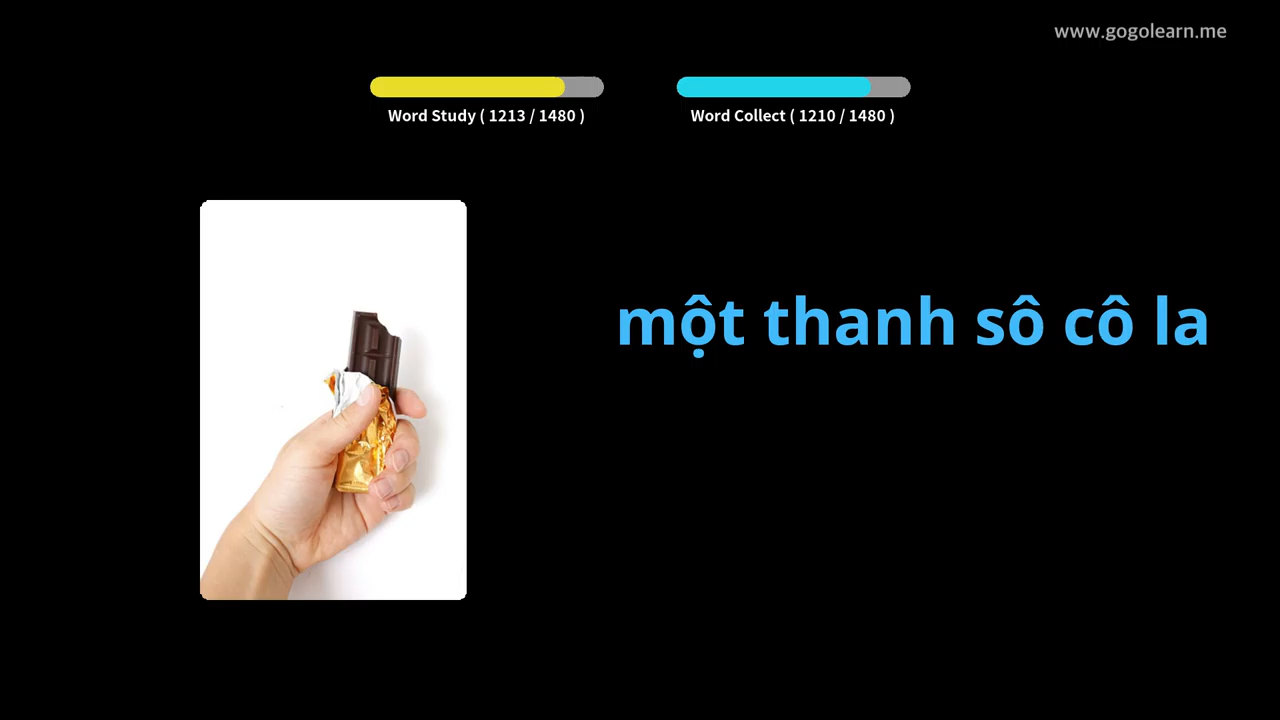 www.gogolearn.me
Word Study ( 1213 / 1480 )
Word Collect ( 1210 / 1480 )
một thanh sô cô la